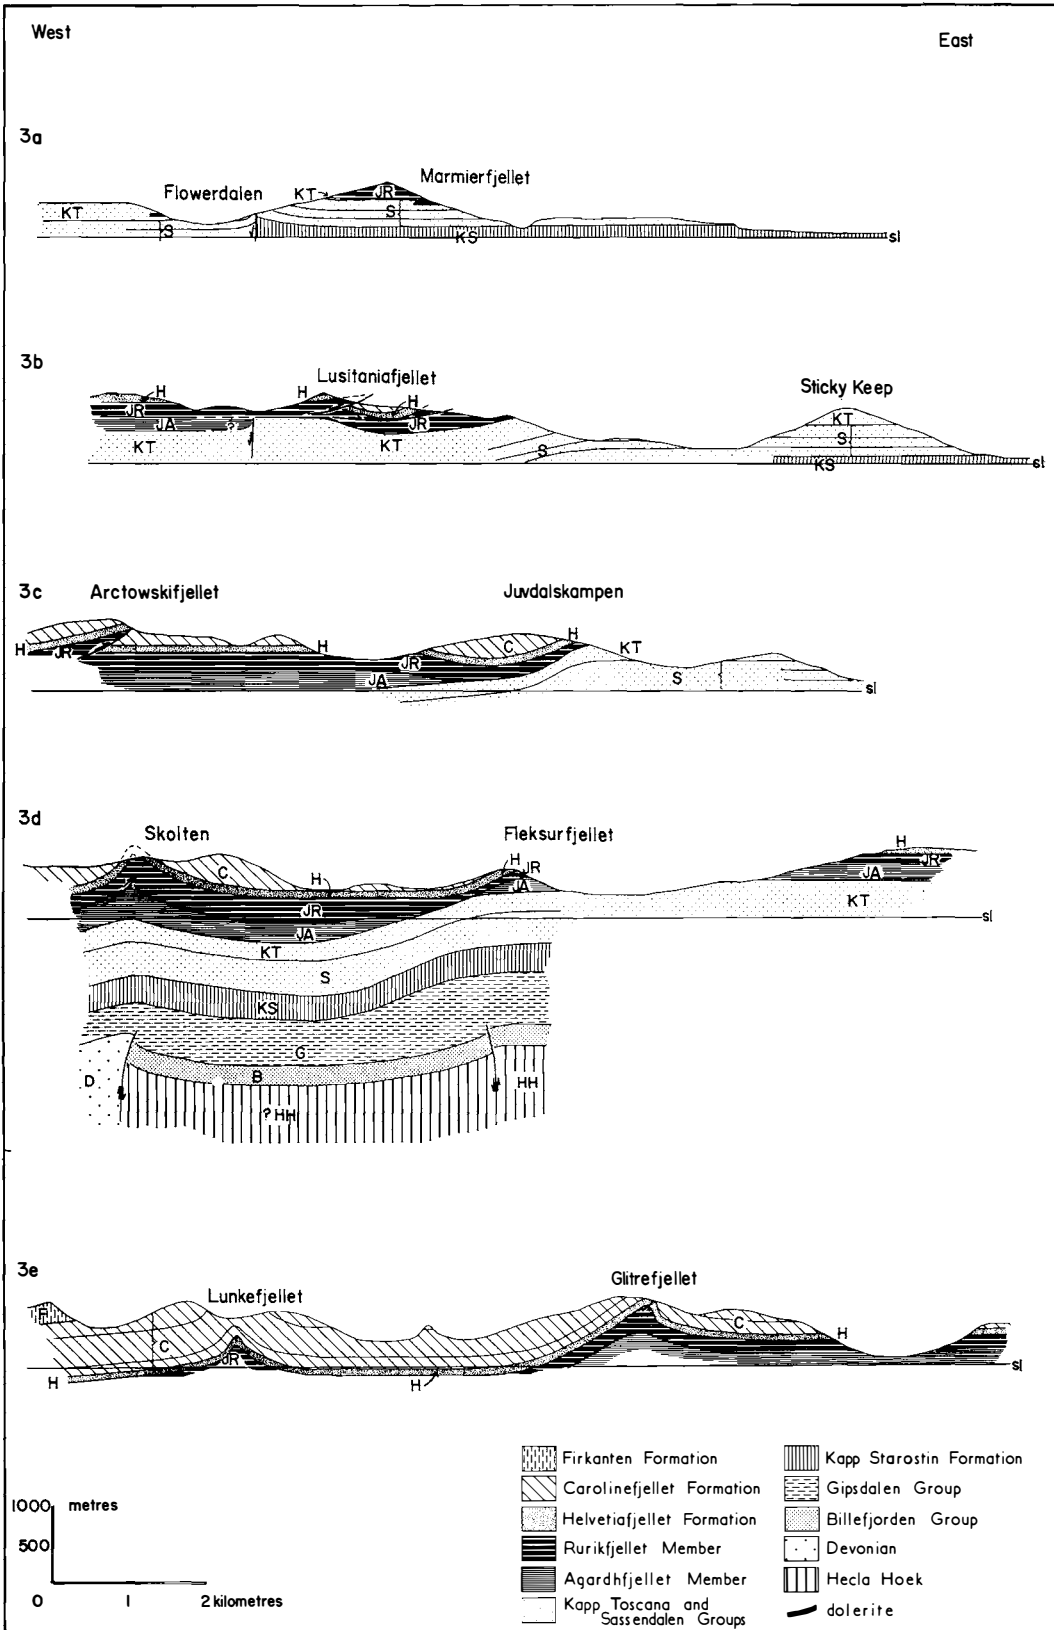 West
East
3a
Flowerdalen
KT
JR
Marmierfjellet
KT
S
S
KS
sl
3b
Lusitaniafjellet
Sticky Keep
H
H
H
JR
JA
?
KT
JR
KT
S
KT
S
KS
sl
3c
Arctowskifjellet
Juvdalskampen
H
JR
H
JR
JA
C
H
KT
S
sl
3d
Skolten
Fleksurfjellet
C
H
H
JR
JA
H
JR
JA
KT
JR
JA
KT
S
KS
G
B
D
? HH
HH
sl
3e
Lunkefjellet
Glitrefjellet
F
C
JR
H
H
C
H
sl
Firkanten Formation
Carolinefjellet Formation
Helvetiafjellet Formation
Rurikfjellet Member
Agardhfjellet Member
Kapp Toscana and
Sassendalen Groups
Kapp Starostin Formation
Gipsdalen Group
Billefjorden Group
Devonian
Hecla Hoek
dolerite
1000 metres
500
0 1 2 kilometres